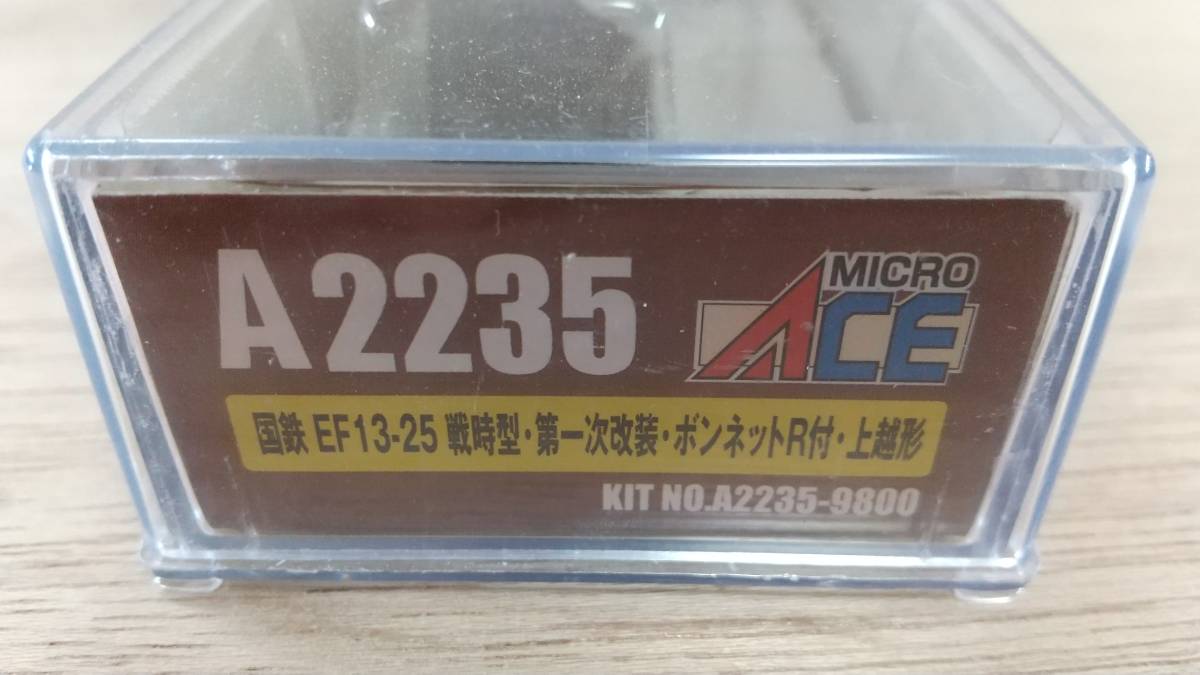 A2235
MICRO
ACE
国鉄 EF13-25 戦時型・第一次改装・ボンネットR付・上越形
KIT NO.A2235-9800